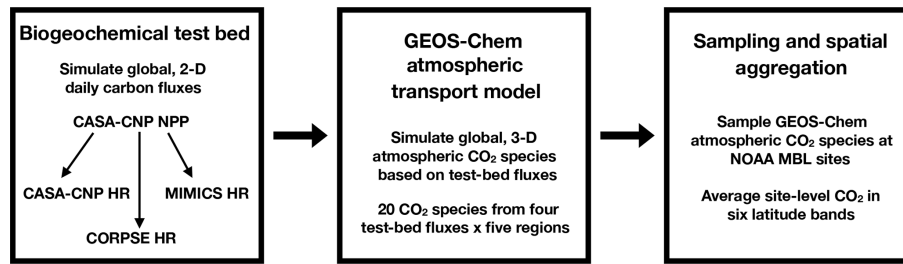 Biogeochemical test bed
Simulate global, 2-D
daily carbon fluxes
CASA-CNP NPP
CASA-CNP HR
MIMICS HR
CORPSE HR
GEOS-Chem
atmospheric
transport model
Simulate global, 3-D
atmospheric CO₂ species
based on test-bed fluxes
20 CO₂ species from four
test-bed fluxes x five regions
Sampling and spatial
aggregation
Sample GEOS-Chem
atmospheric CO₂ species at
NOAA MBL sites
Average site-level CO₂ in
six latitude bands